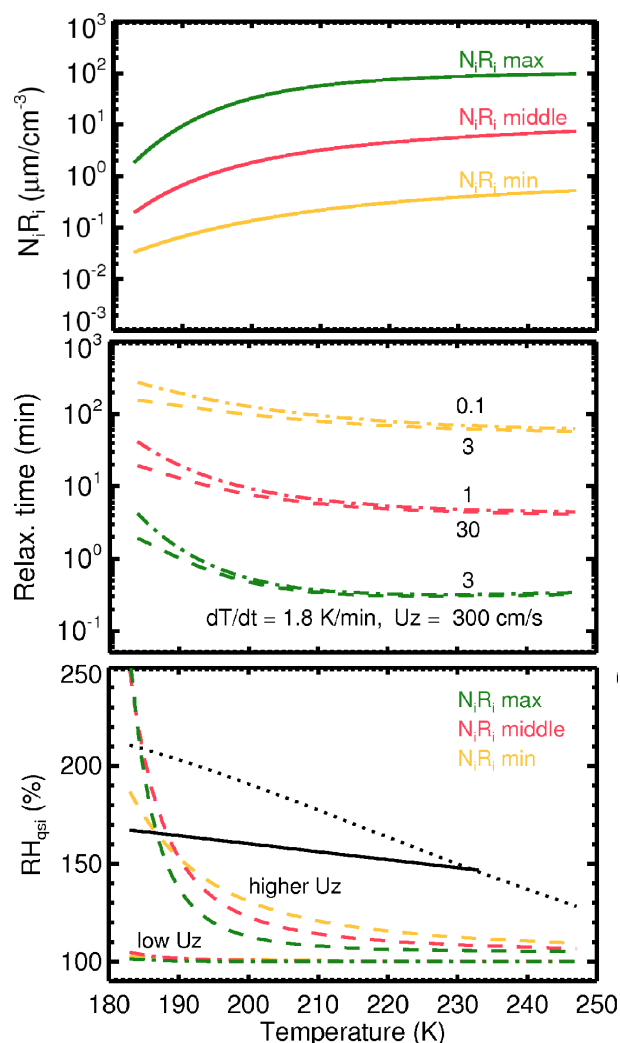 10³
10²
10¹
10⁰
10⁻¹
10⁻²
10⁻³
NᵢRᵢ (μm/cm⁻³)
NᵢRᵢ max
NᵢRᵢ middle
NᵢRᵢ min
10³
10²
10¹
10⁰
10⁻¹
Relax. time (min)
0.1
3
1
30
3
dT/dt = 1.8 K/min, Uz = 300 cm/s
250
200
150
100
RH_qsi (%)
NᵢRᵢ max
NᵢRᵢ middle
NᵢRᵢ min
higher Uz
low Uz
180 190 200 210 220 230 240 250
Temperature (K)